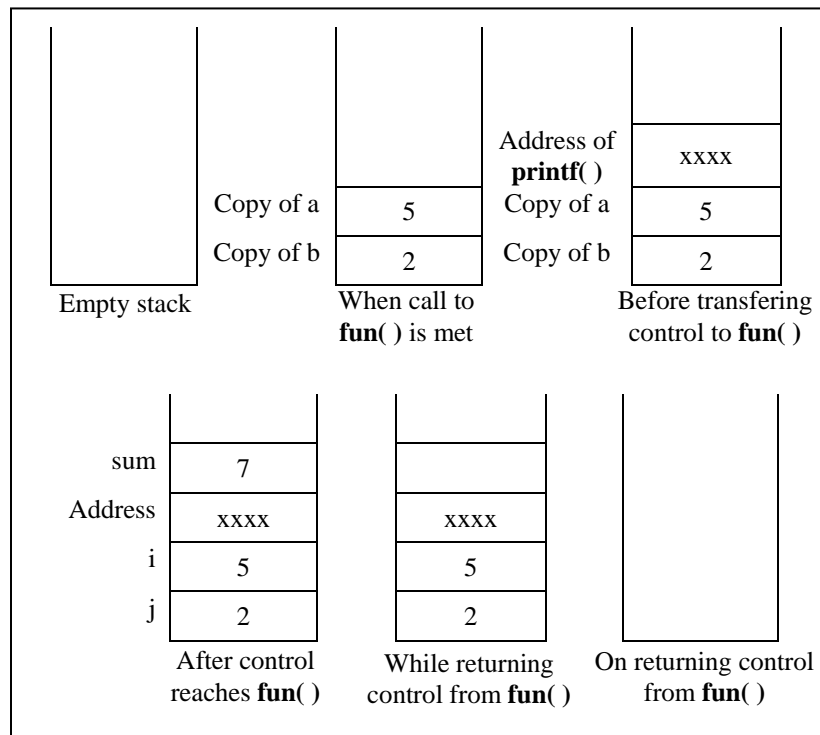 Address of
printf( )
xxxx
Copy of a
5
Copy of a
5
Copy of b
2
Copy of b
2
Empty stack
When call to
fun( ) is met
Before transfering
control to fun( )
sum
7
Address
xxxx
xxxx
i
5
5
j
2
2
After control
reaches fun( )
While returning
control from fun( )
On returning control
from fun( )